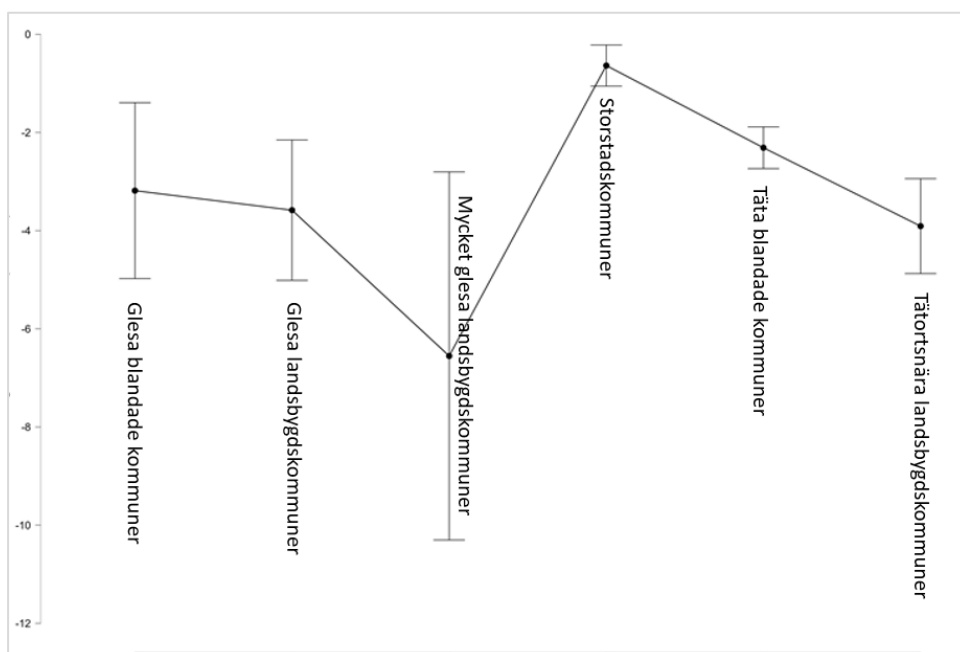 0
-2
-4
-6
-8
-10
-12
Glesa blandade kommuner
Glesa landsbygdskommuner
Mycket glesa landsbygdskommuner
Storstadskommuner
Täta blandade kommuner
Tätortsnära landsbygdskommuner